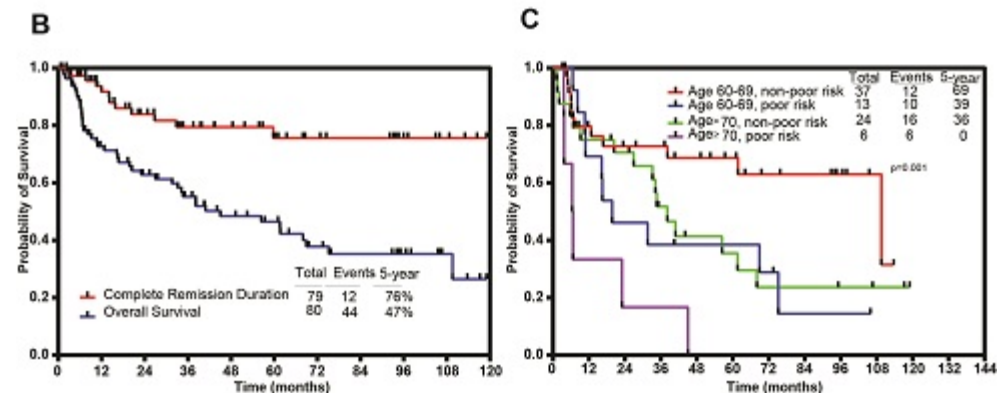 B
1.0
0.8
0.6
0.4
0.2
0.0
Probability of Survival
Total Events 5-year
Complete Remission Duration 79 12 76%
Overall Survival 80 44 47%
0 12 24 36 48 60 72 84 96 108 120
Time (months)
C
1.0
0.8
0.6
0.4
0.2
0.0
Probability of Survival
Total Events 5-year
Age 60-69, non-poor risk 37 12 69
Age 60-69, poor risk 13 10 39
Age≥70, non-poor risk 24 16 36
Age≥70, poor risk 6 6 0
p=0.001
0 12 24 36 48 60 72 84 96 108 120 132 144
Time (months)